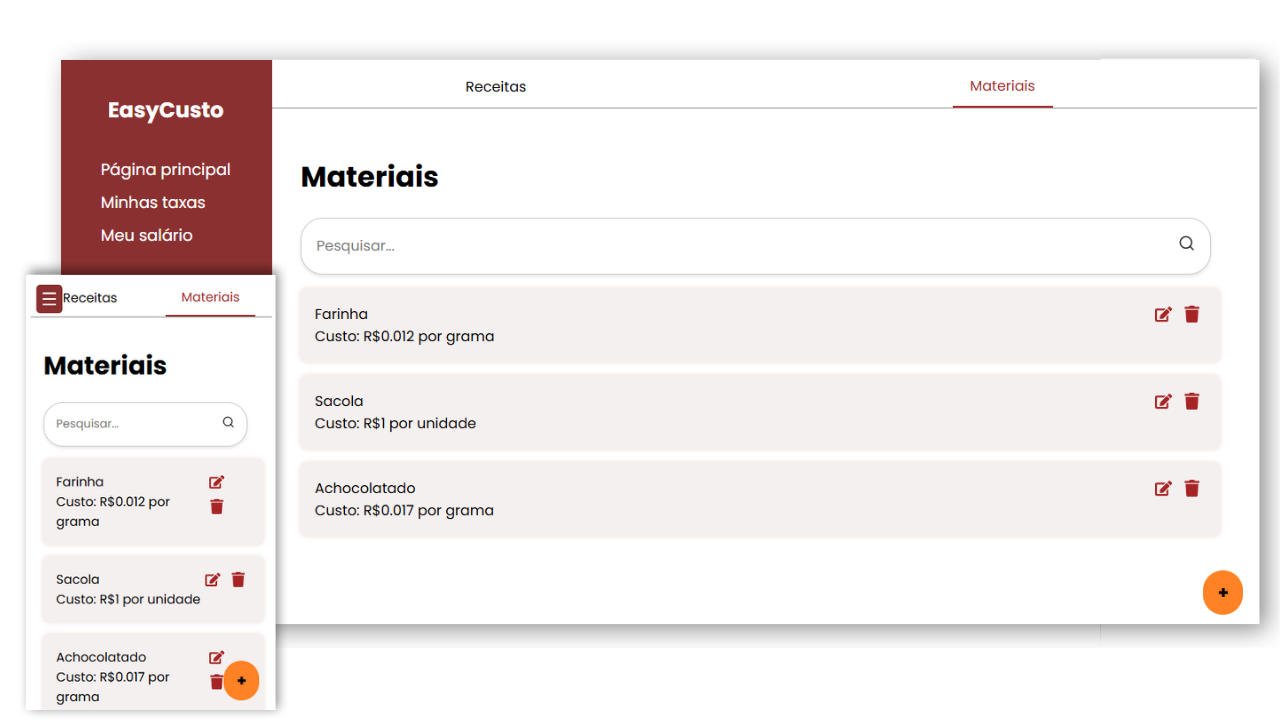 EasyCusto
Página principal
Minhas taxas
Meu salário
Receitas
Materiais
Materiais
Pesquisar...
Farinha
Custo: R$0.012 por grama
Sacola
Custo: R$1 por unidade
Achocolatado
Custo: R$0.017 por grama
+
Receitas
Materiais
Materiais
Pesquisar...
Farinha
Custo: R$0.012 por
grama
Sacola
Custo: R$1 por unidade
Achocolatado
Custo: R$0.017 por
grama
+